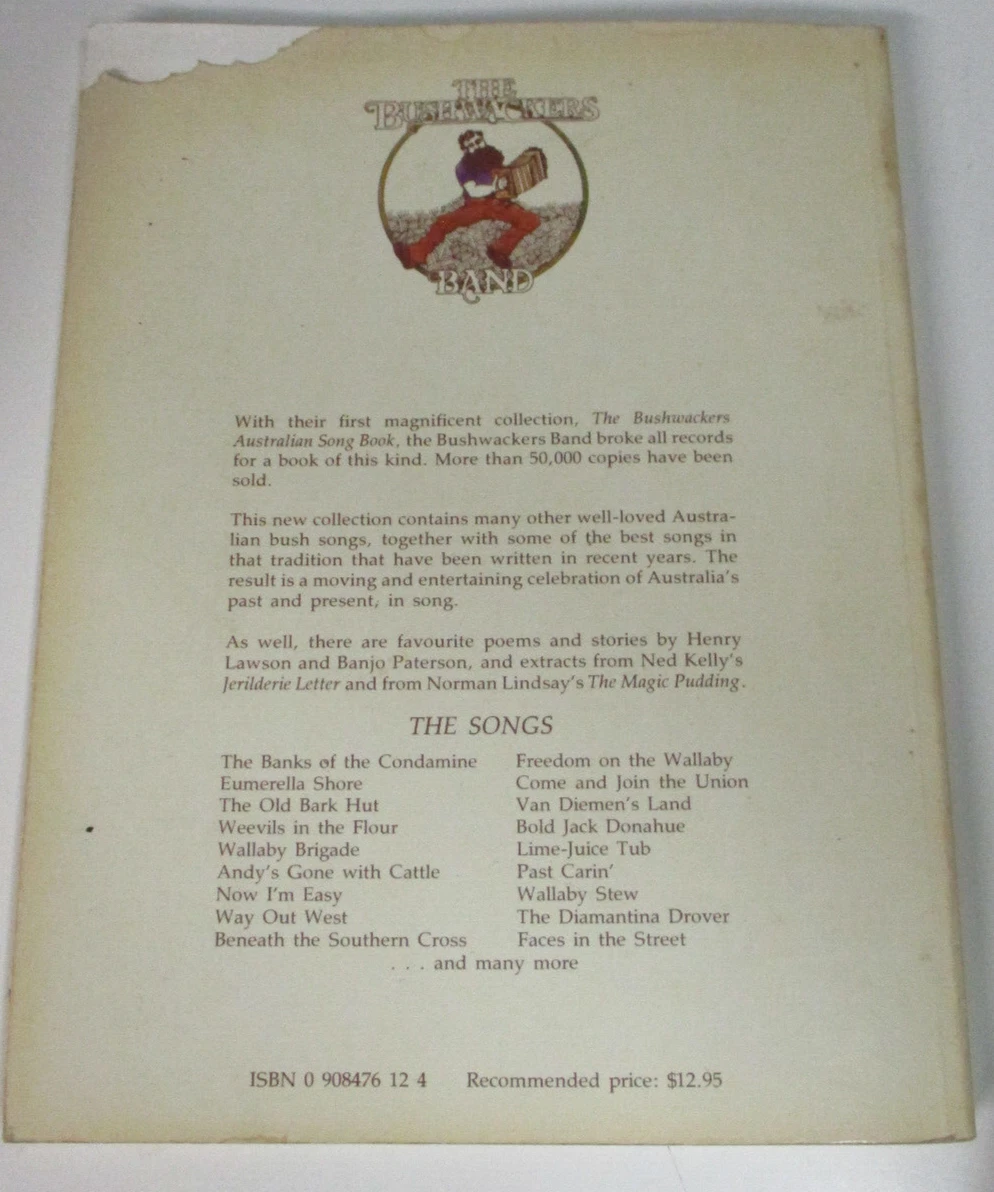 THE
BUSHWACKERS
BAND
With their first magnificent collection, The Bushwackers
Australian Song Book, the Bushwackers Band broke all records
for a book of this kind. More than 50,000 copies have been
sold.
This new collection contains many other well-loved Austra-
lian bush songs, together with some of the best songs in
that tradition that have been written in recent years. The
result is a moving and entertaining celebration of Australia's
past and present, in song.
As well, there are favourite poems and stories by Henry
Lawson and Banjo Paterson, and extracts from Ned Kelly's
Jerilderie Letter and from Norman Lindsay's The Magic Pudding.
THE SONGS
The Banks of the Condamine
Eumerella Shore
The Old Bark Hut
Weevils in the Flour
Wallaby Brigade
Andy's Gone with Cattle
Now I'm Easy
Way Out West
Beneath the Southern Cross
Freedom on the Wallaby
Come and Join the Union
Van Diemen's Land
Bold Jack Donahue
Lime-Juice Tub
Past Carin'
Wallaby Stew
The Diamantina Drover
Faces in the Street
. . . and many more
ISBN 0 908476 12 4 Recommended price: $12.95